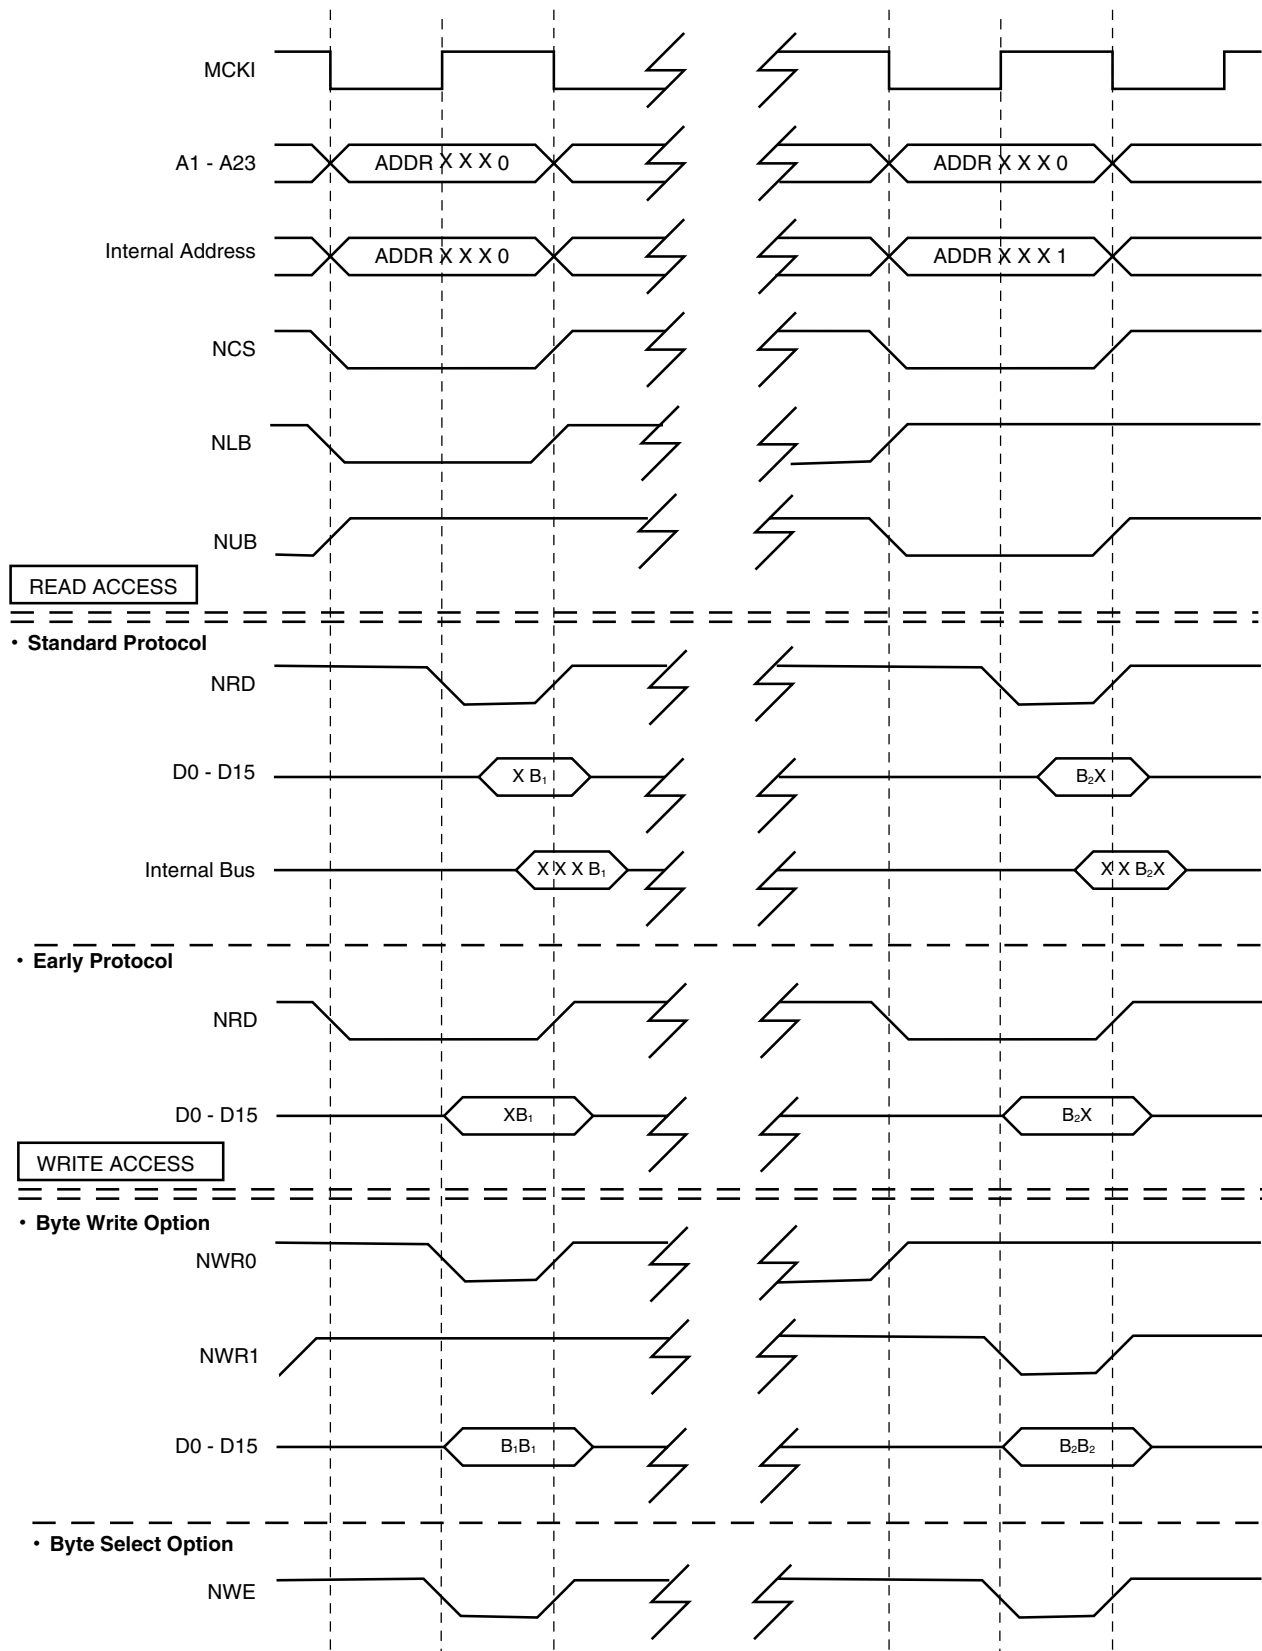 MCKI
A1 - A23 ADDR X X X 0 ADDR X X X 0
Internal Address ADDR X X X 0 ADDR X X X 1
NCS
NLB
NUB
READ ACCESS
• Standard Protocol
NRD
D0 - D15 X B₁ B₂X
Internal Bus X X X B₁ X X B₂X
• Early Protocol
NRD
D0 - D15 XB₁ B₂X
WRITE ACCESS
• Byte Write Option
NWR0
NWR1
D0 - D15 B₁B₁ B₂B₂
• Byte Select Option
NWE